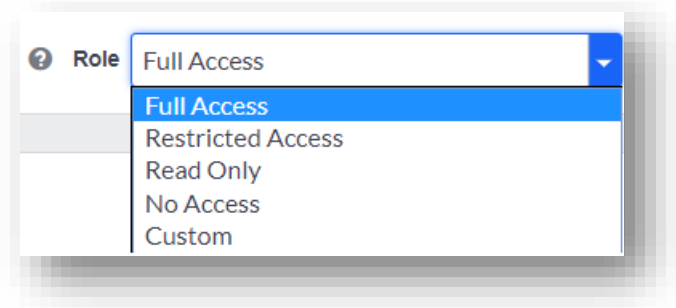 Role Full Access
Full Access
Restricted Access
Read Only
No Access
Custom